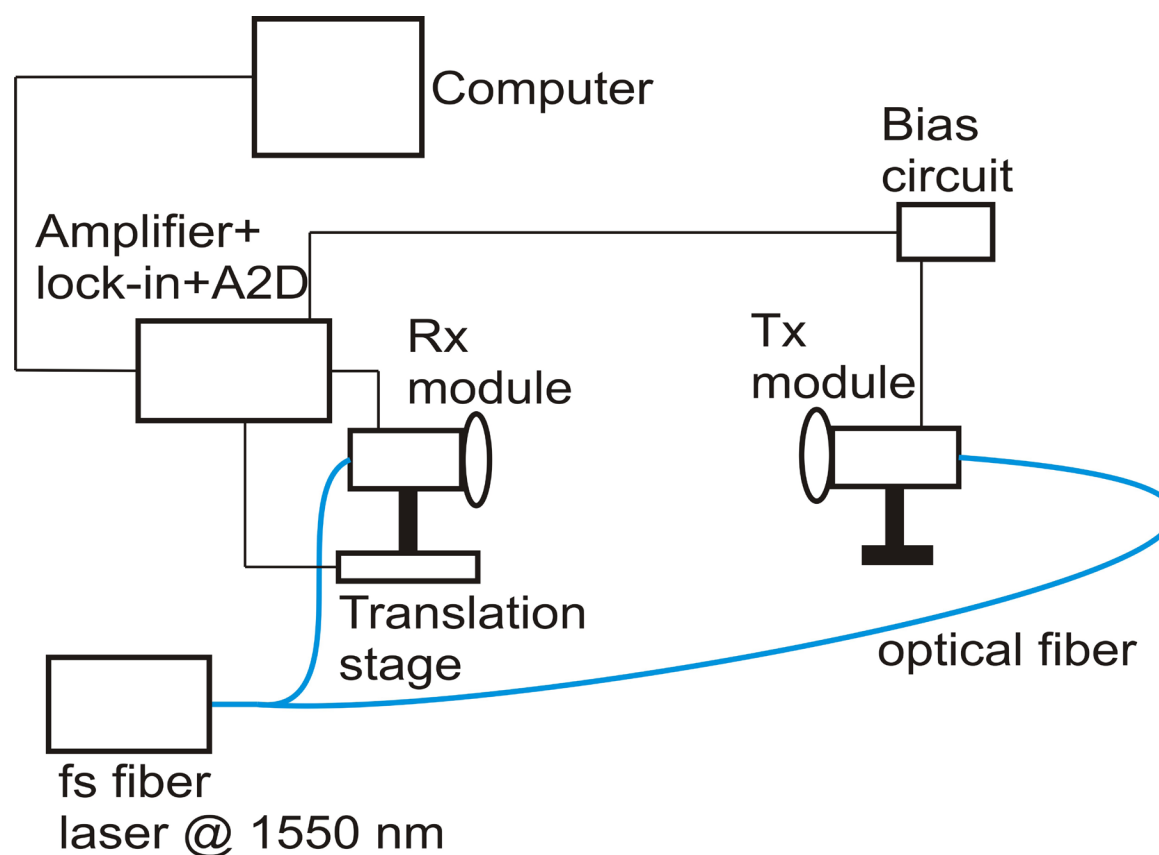 Computer
Bias
circuit
Amplifier+
lock-in+A2D
Rx
module
Tx
module
Translation
stage
optical fiber
fs fiber
laser @ 1550 nm